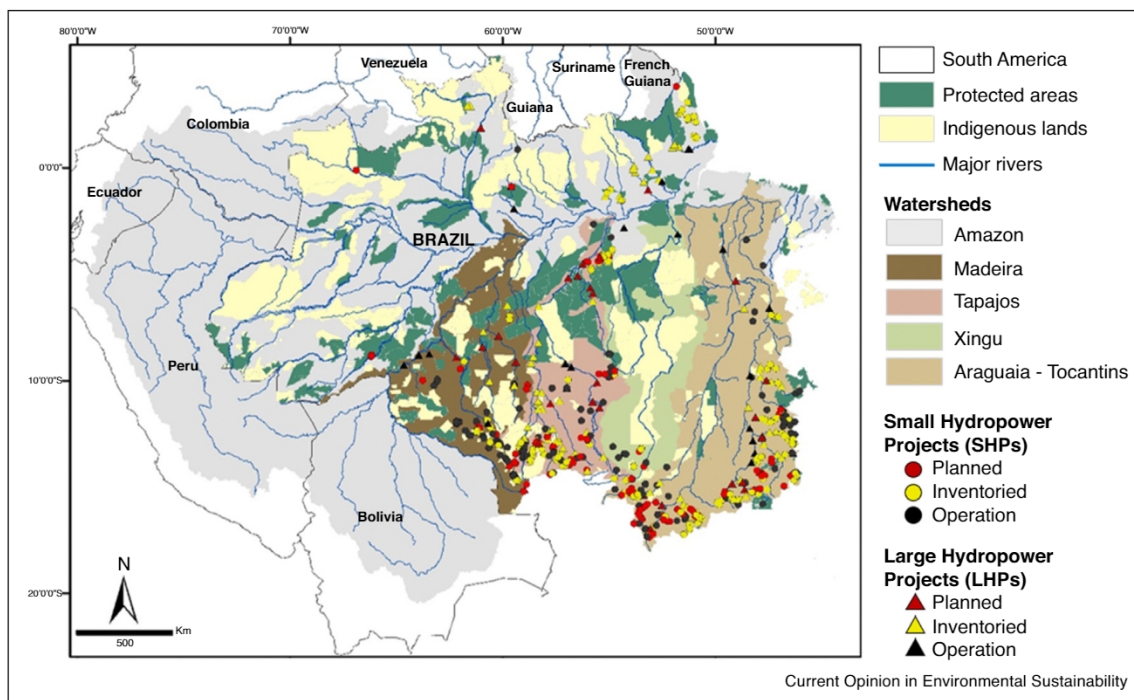 80°0'0"W
70°0'0"W
60°0'0"W
50°0'0"W
0°0'0"
10°0'0"S
20°0'0"S
Venezuela
Suriname
French
Guiana
Guiana
Colombia
Ecuador
BRAZIL
Peru
Bolivia
N
Km
500
South America
Protected areas
Indigenous lands
Major rivers
Watersheds
Amazon
Madeira
Tapajos
Xingu
Araguaia - Tocantins
Small Hydropower
Projects (SHPs)
Planned
Inventoried
Operation
Large Hydropower
Projects (LHPs)
Planned
Inventoried
Operation
Current Opinion in Environmental Sustainability